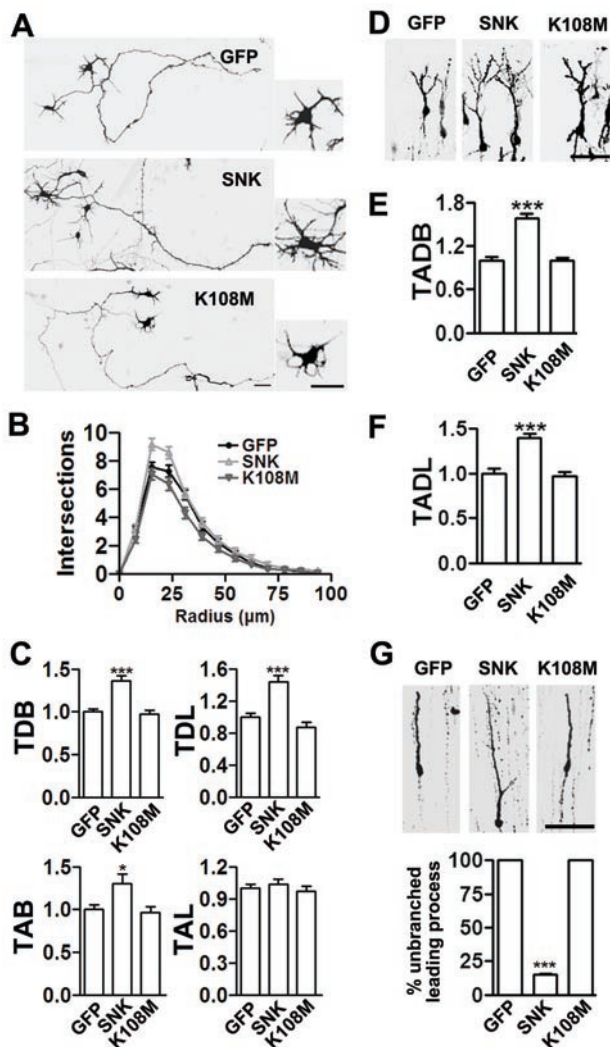 A
GFP
SNK
K108M
B
Intersections
10
8
6
4
2
0
GFP
SNK
K108M
0 25 50 75 100
Radius (µm)
C
TDB
1.5
1.0
0.5
0.0
***
GFP
SNK
K108M
TDL
1.6
1.2
0.8
0.4
0.0
***
GFP
SNK
K108M
TAB
1.5
1.0
0.5
0.0
*
GFP
SNK
K108M
TAL
1.2
0.9
0.6
0.3
0.0
GFP
SNK
K108M
D
GFP SNK K108M
E
TADB
1.8
1.2
0.6
0.0
***
GFP
SNK
K108M
F
TADL
1.5
1.0
0.5
0.0
***
GFP
SNK
K108M
G
GFP SNK K108M
% unbranched
leading process
100
75
50
25
0
***
GFP
SNK
K108M